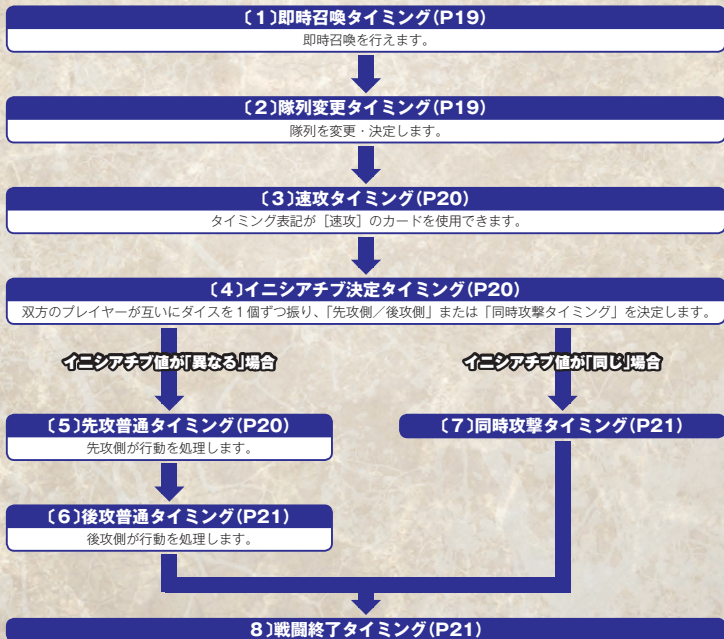 〔1〕即時召喚タイミング(P19)
即時召喚を行えます。
〔2〕隊列変更タイミング(P19)
隊列を変更・決定します。
〔3〕速攻タイミング(P20)
タイミング表記が［速攻］のカードを使用できます。
〔4〕イニシアチブ決定タイミング(P20)
双方のプレイヤーが互いにダイスを1個ずつ振り、「先攻側／後攻側」または「同時攻撃タイミング」を決定します。
イニシアチブ値が「異なる」場合
イニシアチブ値が「同じ」場合
〔5〕先攻普通タイミング(P20)
先攻側が行動を処理します。
〔7〕同時攻撃タイミング(P21)
〔6〕後攻普通タイミング(P21)
後攻側が行動を処理します。
8〕戦闘終了タイミング(P21)